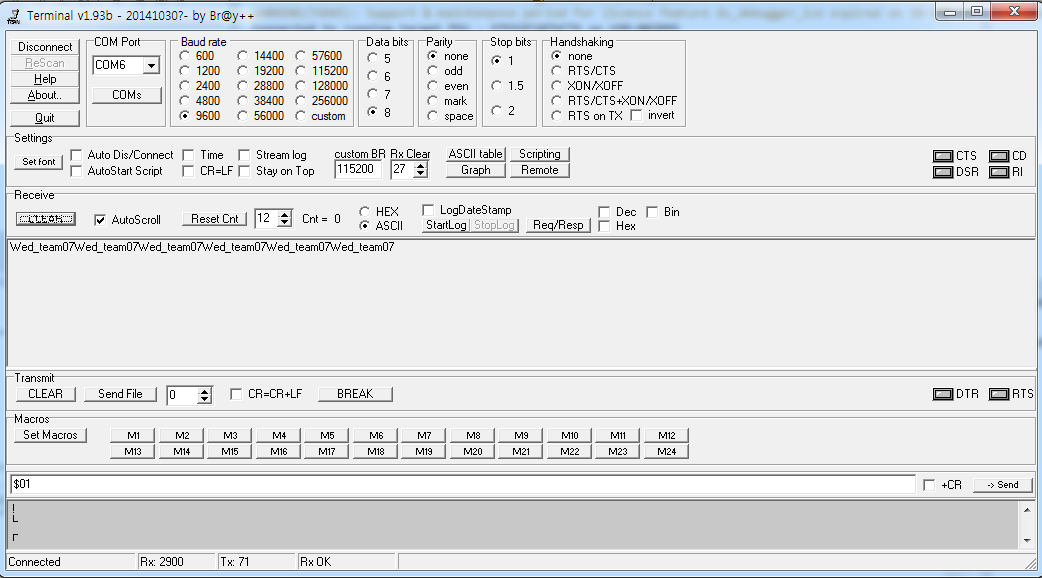 Terminal v1.93b - 20141030?- by Br@y++
Disconnect
ReScan
Help
About..
Quit
COM Port
COM6
COMs
Baud rate
600 14400 57600
1200 19200 115200
2400 28800 128000
4800 38400 256000
9600 56000 custom
Data bits
5
6
7
8
Parity
none
odd
even
mark
space
Stop bits
1
1.5
2
Handshaking
none
RTS/CTS
XON/XOFF
RTS/CTS+XON/XOFF
RTS on TX invert
Settings
Set font
Auto Dis/Connect Time Stream log
AutoStart Script CR=LF Stay on Top
custom BR Rx Clear
115200 27
ASCII table Scripting
Graph Remote
CTS CD
DSR RI
Receive
CLEAR AutoScroll Reset Cnt 12 Cnt = 0
HEX
ASCII
LogDateStamp
StartLog StopLog Req/Resp
Dec Bin
Hex
Wed_team07Wed_team07Wed_team07Wed_team07Wed_team07Wed_team07
Transmit
CLEAR Send File 0 CR=CR+LF BREAK DTR RTS
Macros
Set Macros M1 M2 M3 M4 M5 M6 M7 M8 M9 M10 M11 M12
M13 M14 M15 M16 M17 M18 M19 M20 M21 M22 M23 M24
$01 +CR -> Send
Connected Rx: 2900 Tx: 71 Rx OK